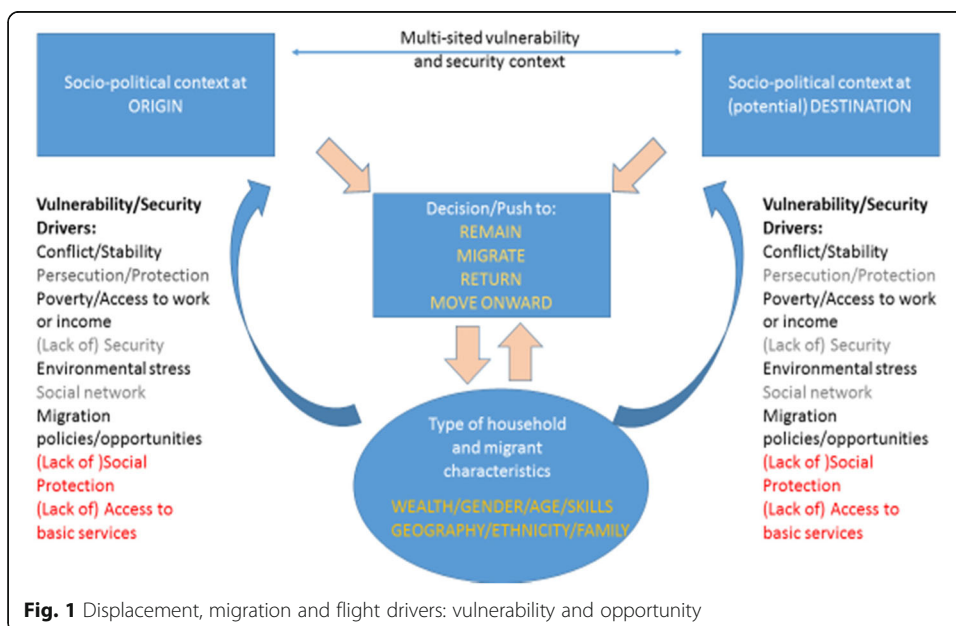 Multi-sited vulnerability
and security context
Socio-political context at
ORIGIN
Socio-political context at
(potential) DESTINATION
Vulnerability/Security
Drivers:
Conflict/Stability
Persecution/Protection
Poverty/Access to work
or income
(Lack of) Security
Environmental stress
Social network
Migration
policies/opportunities
(Lack of )Social
Protection
(Lack of) Access to
basic services
Decision/Push to:
REMAIN
MIGRATE
RETURN
MOVE ONWARD
Type of household
and migrant
characteristics
WEALTH/GENDER/AGE/SKILLS
GEOGRAPHY/ETHNICITY/FAMILY
Vulnerability/Security
Drivers:
Conflict/Stability
Persecution/Protection
Poverty/Access to work
or income
(Lack of) Security
Environmental stress
Social network
Migration
policies/opportunities
(Lack of )Social
Protection
(Lack of) Access to
basic services
Fig. 1 Displacement, migration and flight drivers: vulnerability and opportunity